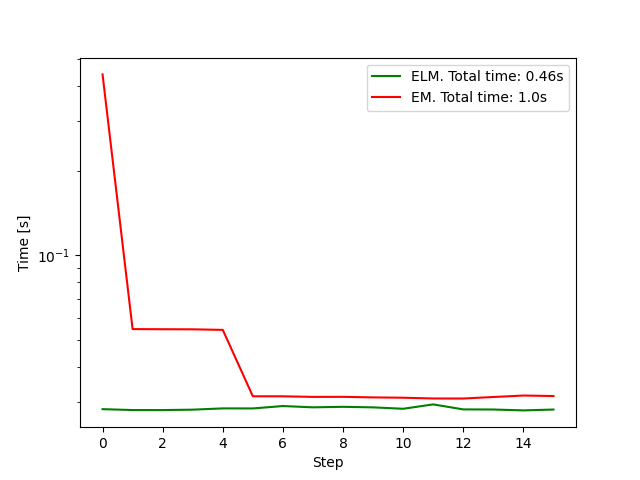 ELM. Total time: 0.46s
EM. Total time: 1.0s
Time [s]
10⁻¹
0 2 4 6 8 10 12 14
Step